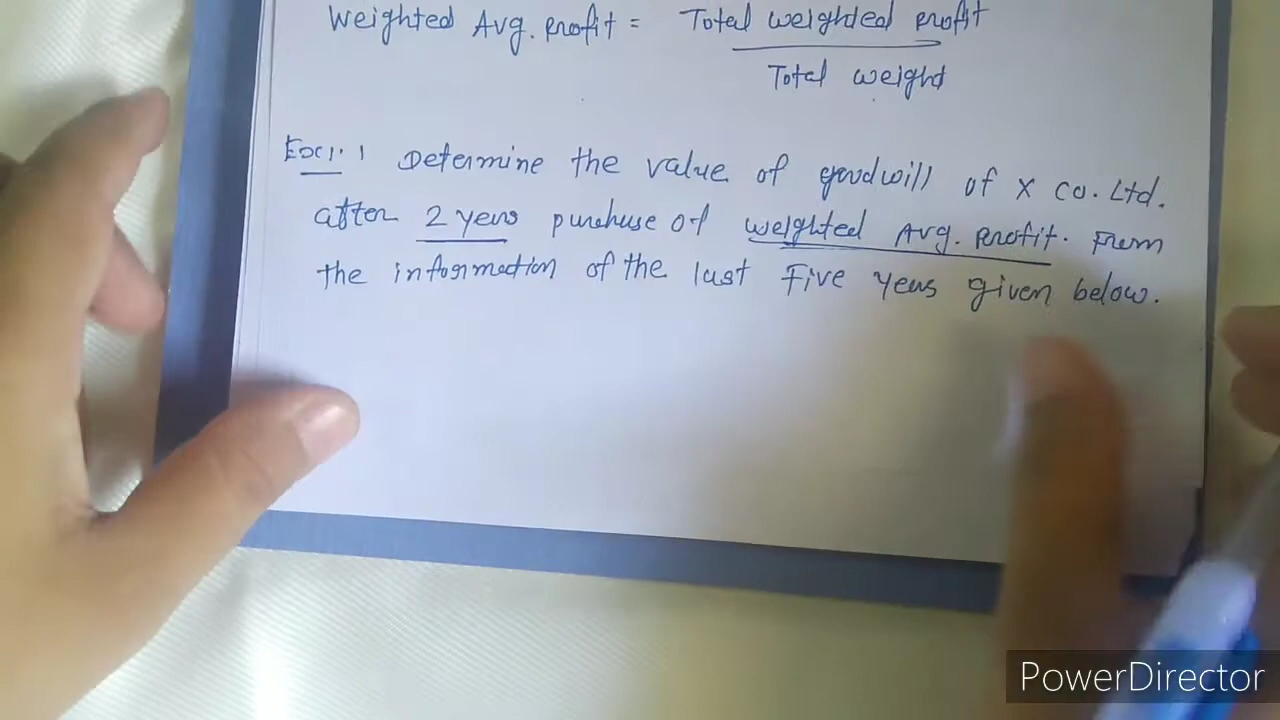 Weighted Avg. Profit = Total weighted profit
Total weight
Ex: 1 Determine the value of goodwill of X Co. Ltd.
after 2 years purchase of weighted Avg. Profit. From
the information of the last Five years given below.
PowerDirector